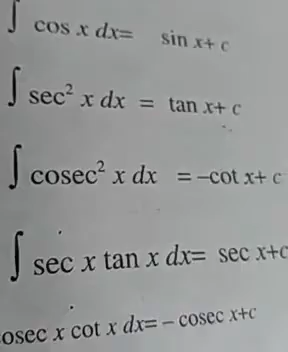 ∫ cos x dx= sin x+ c
∫ sec² x dx = tan x+ c
∫ cosec² x dx =–cot x+ c
∫ sec x tan x dx= sec x+c
osec x cot x dx= – cosec x+c